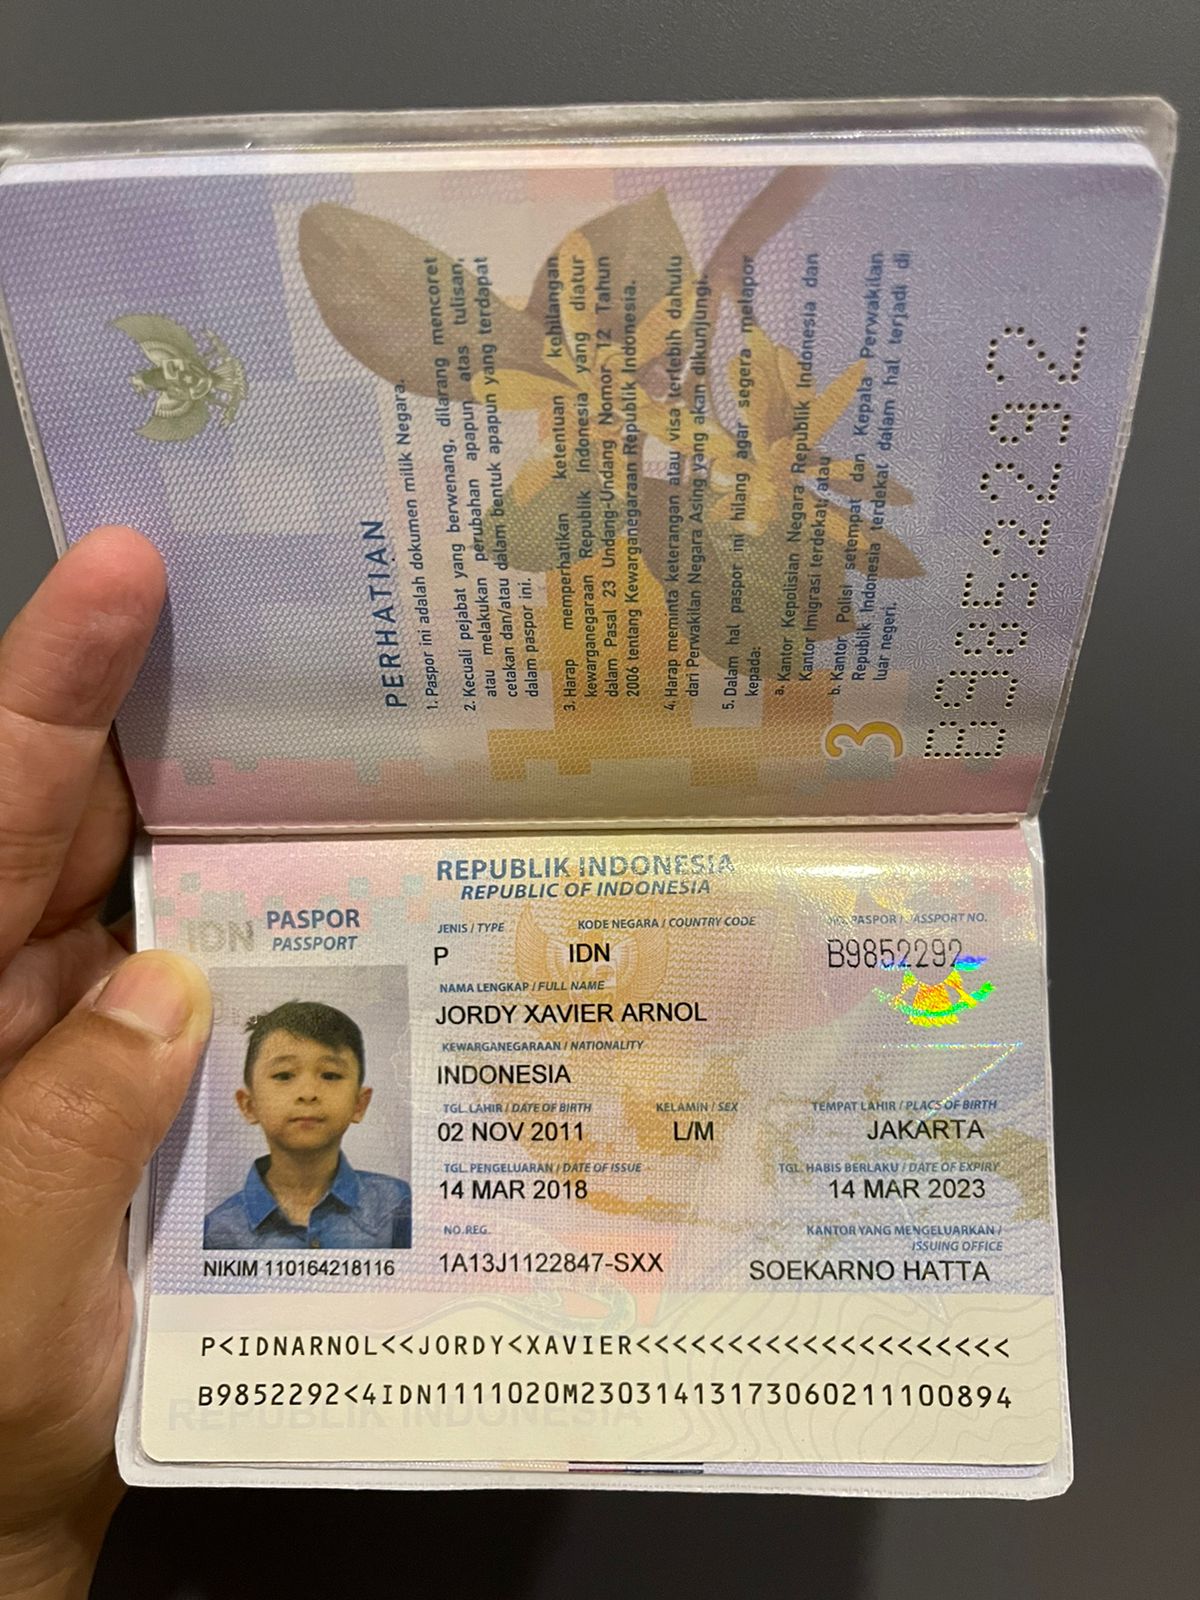 PERHATIAN
1. Paspor ini adalah dokumen milik Negara.
2. Kecuali pejabat yang berwenang, dilarang mencoret
atau melakukan perubahan apapun atas tulisan,
cetakan dan/atau dalam bentuk apapun yang terdapat
dalam paspor ini.
3. Harap memperhatikan ketentuan kehilangan
kewarganegaraan Republik Indonesia yang diatur
dalam Pasal 23 Undang-Undang Nomor 12 Tahun
2006 tentang Kewarganegaraan Republik Indonesia.
4. Harap meminta keterangan atau visa terlebih dahulu
dari Perwakilan Negara Asing yang akan dikunjungi.
5. Dalam hal paspor ini hilang agar segera melapor
kepada:
a. Kantor Kepolisian Negara Republik Indonesia dan
Kantor Imigrasi terdekat atau
b. Kantor Polisi setempat dan Kepala Perwakilan
Republik Indonesia terdekat dalam hal terjadi di
luar negeri.
3
B9852292
REPUBLIK INDONESIA
REPUBLIC OF INDONESIA
IDN PASPOR
PASSPORT
JENIS / TYPE KODE NEGARA / COUNTRY CODE NO. PASPOR / PASSPORT NO.
P IDN B9852292
NAMA LENGKAP / FULL NAME
JORDY XAVIER ARNOL
KEWARGANEGARAAN / NATIONALITY
INDONESIA
TGL. LAHIR / DATE OF BIRTH KELAMIN / SEX TEMPAT LAHIR / PLACS OF BIRTH
02 NOV 2011 L/M JAKARTA
TGL. PENGELUARAN / DATE OF ISSUE TGL. HABIS BERLAKU / DATE OF EXPIRY
14 MAR 2018 14 MAR 2023
NO. REG. KANTOR YANG MENGELUARKAN /
ISSUING OFFICE
1A13J1122847-SXX SOEKARNO HATTA
NIKIM 110164218116
P<IDNARNOL<<JORDY<XAVIER<<<<<<<<<<<<<<<<<<<<
B9852292<4IDN1111020M23031413173060211100894
REPUBLIK INDONESIA